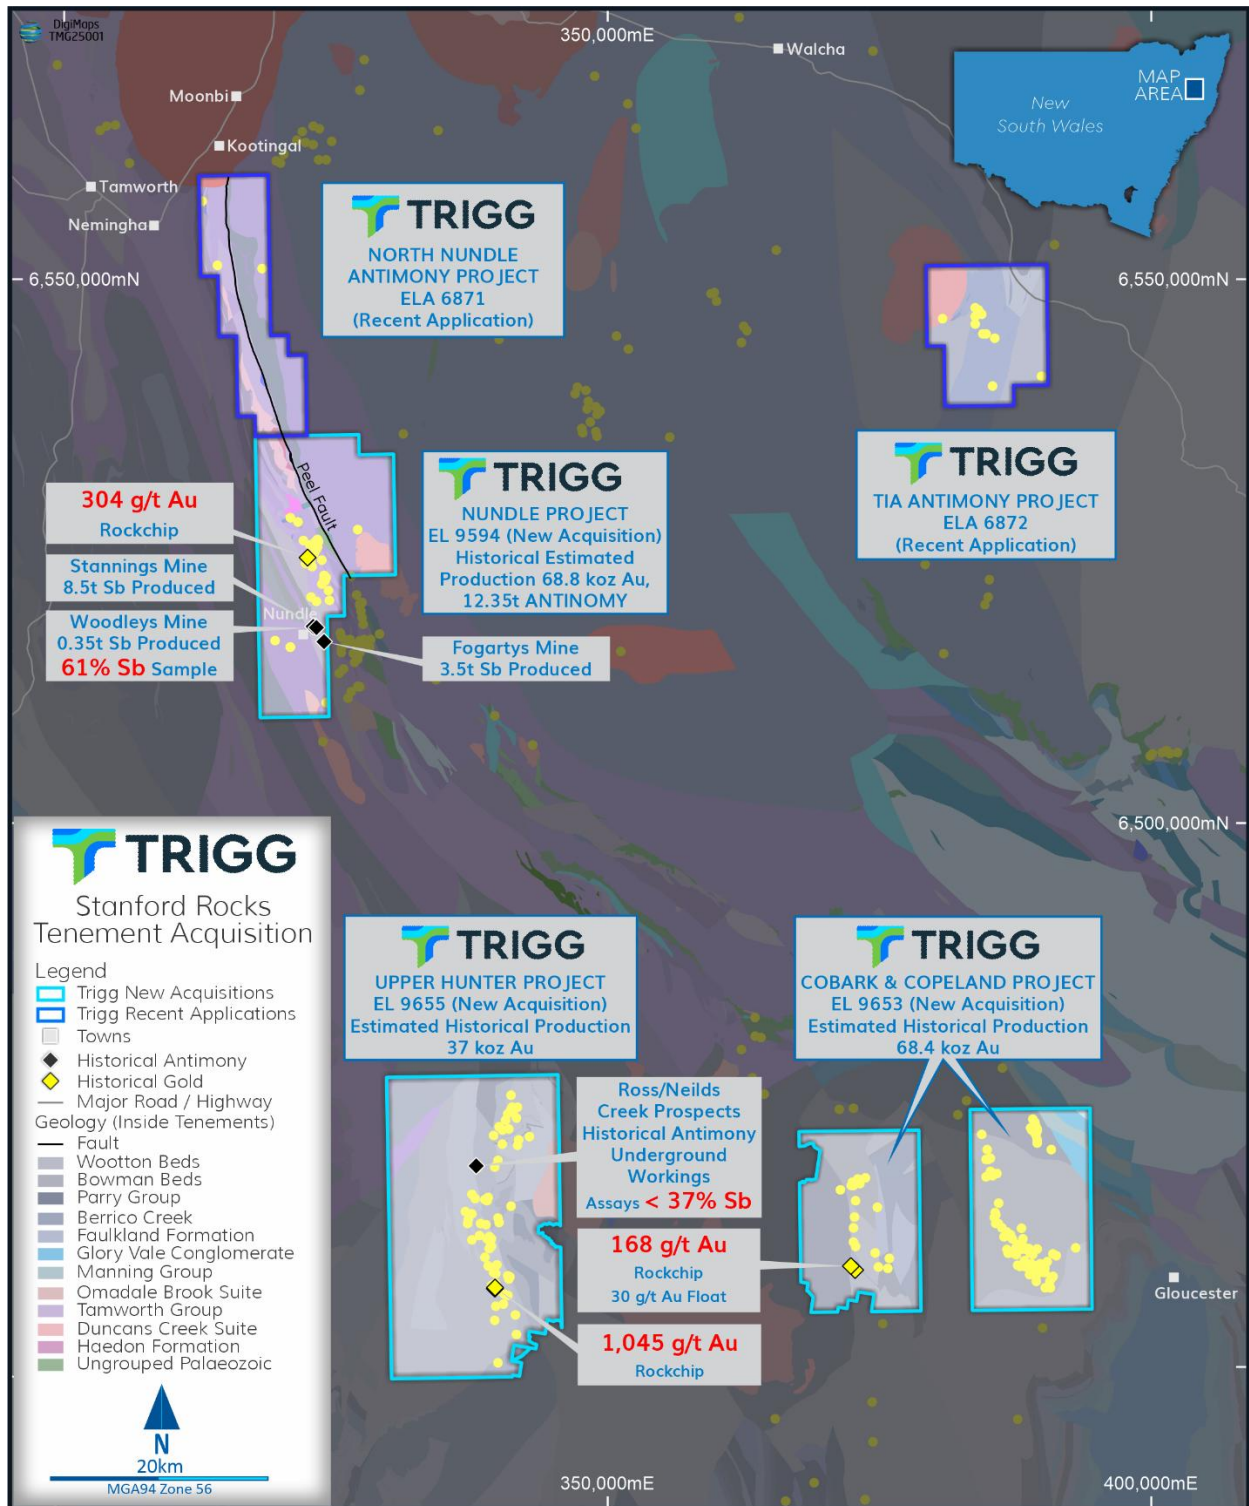 DigiMaps
TMG25001
350,000mE
Walcha
Moonbi
Kootingal
Tamworth
Nemingha
MAP
AREA
New
South Wales
6,550,000mN
6,550,000mN
TRIGG
NORTH NUNDLE
ANTIMONY PROJECT
ELA 6871
(Recent Application)
TRIGG
TIA ANTIMONY PROJECT
ELA 6872
(Recent Application)
Peel Fault
304 g/t Au
Rockchip
Stannings Mine
8.5t Sb Produced
Nundle
Woodleys Mine
0.35t Sb Produced
61% Sb Sample
TRIGG
NUNDLE PROJECT
EL 9594 (New Acquisition)
Historical Estimated
Production 68.8 koz Au,
12.35t ANTINOMY
Fogartys Mine
3.5t Sb Produced
6,500,000mN
TRIGG
Stanford Rocks
Tenement Acquisition
Legend
Trigg New Acquisitions
Trigg Recent Applications
Towns
Historical Antimony
Historical Gold
Major Road / Highway
Geology (Inside Tenements)
Fault
Wootton Beds
Bowman Beds
Parry Group
Berrico Creek
Faulkland Formation
Glory Vale Conglomerate
Manning Group
Omadale Brook Suite
Tamworth Group
Duncans Creek Suite
Haedon Formation
Ungrouped Palaeozoic
N
20km
MGA94 Zone 56
TRIGG
UPPER HUNTER PROJECT
EL 9655 (New Acquisition)
Estimated Historical Production
37 koz Au
TRIGG
COBARK & COPELAND PROJECT
EL 9653 (New Acquisition)
Estimated Historical Production
68.4 koz Au
Ross/Neilds
Creek Prospects
Historical Antimony
Underground
Workings
Assays < 37% Sb
168 g/t Au
Rockchip
30 g/t Au Float
1,045 g/t Au
Rockchip
Gloucester
350,000mE
400,000mE